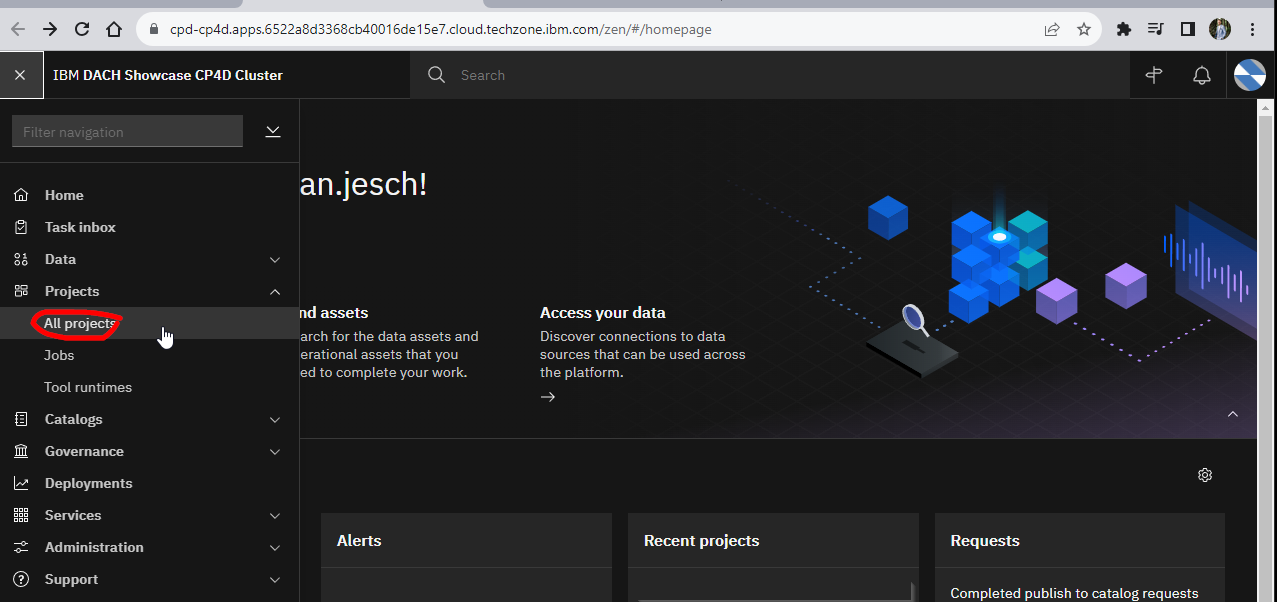 cpd-cp4d.apps.6522a8d3368cb40016de15e7.cloud.techzone.ibm.com/zen/#/homepage
IBM DACH Showcase CP4D Cluster
Search
Filter navigation
Home
Task inbox
Data
Projects
All projects
Jobs
Tool runtimes
Catalogs
Governance
Deployments
Services
Administration
Support
an.jesch!
nd assets
arch for the data assets and
erational assets that you
ed to complete your work.
Access your data
Discover connections to data
sources that can be used across
the platform.
Alerts
Recent projects
Requests
Completed publish to catalog requests